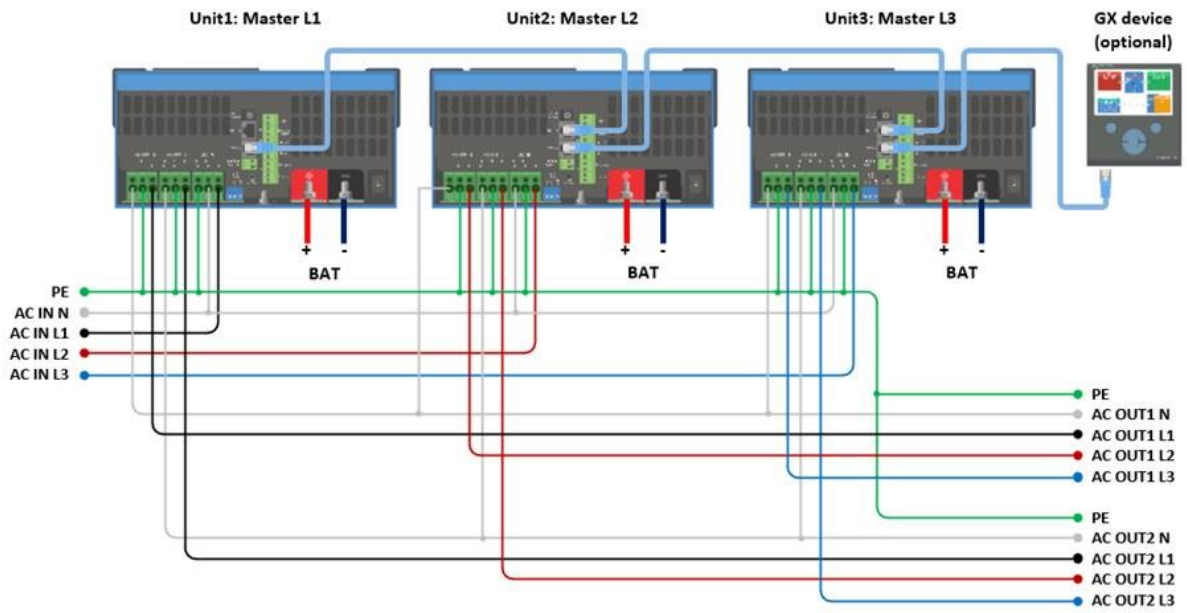 Unit1: Master L1
Unit2: Master L2
Unit3: Master L3
GX device
(optional)
+
-
BAT
+
-
BAT
+
-
BAT
PE
AC IN N
AC IN L1
AC IN L2
AC IN L3
PE
AC OUT1 N
AC OUT1 L1
AC OUT1 L2
AC OUT1 L3
PE
AC OUT2 N
AC OUT2 L1
AC OUT2 L2
AC OUT2 L3